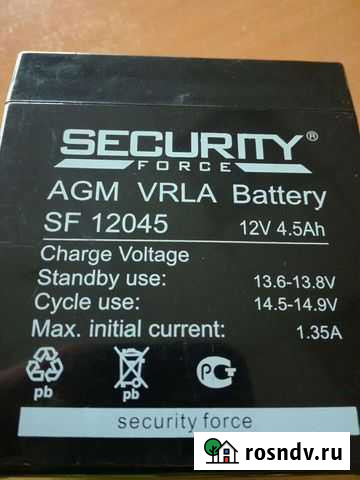 SECURITY®
FORCE
AGM VRLA Battery
SF 12045 12V 4.5Ah
Charge Voltage
Standby use: 13.6-13.8V
Cycle use: 14.5-14.9V
Max. initial current: 1.35A
pb pb РСТ
security force
rosndv.ru